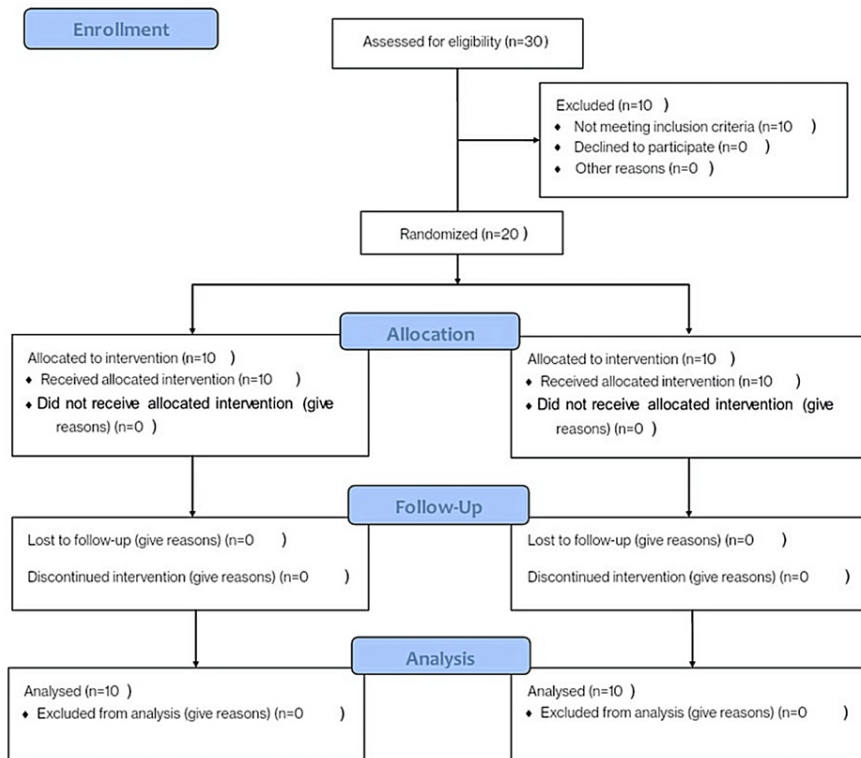 Enrollment
Assessed for eligibility (n=30)
Excluded (n=10 )
♦ Not meeting inclusion criteria (n=10 )
♦ Declined to participate (n=0 )
♦ Other reasons (n=0 )
Randomized (n=20 )
Allocation
Allocated to intervention (n=10 )
♦ Received allocated intervention (n=10 )
♦ Did not receive allocated intervention (give
reasons) (n=0 )
Allocated to intervention (n=10 )
♦ Received allocated intervention (n=10 )
♦ Did not receive allocated intervention (give
reasons) (n=0 )
Follow-Up
Lost to follow-up (give reasons) (n=0 )
Discontinued intervention (give reasons) (n=0 )
Lost to follow-up (give reasons) (n=0 )
Discontinued intervention (give reasons) (n=0 )
Analysis
Analysed (n=10 )
♦ Excluded from analysis (give reasons) (n=0 )
Analysed (n=10 )
♦ Excluded from analysis (give reasons) (n=0 )